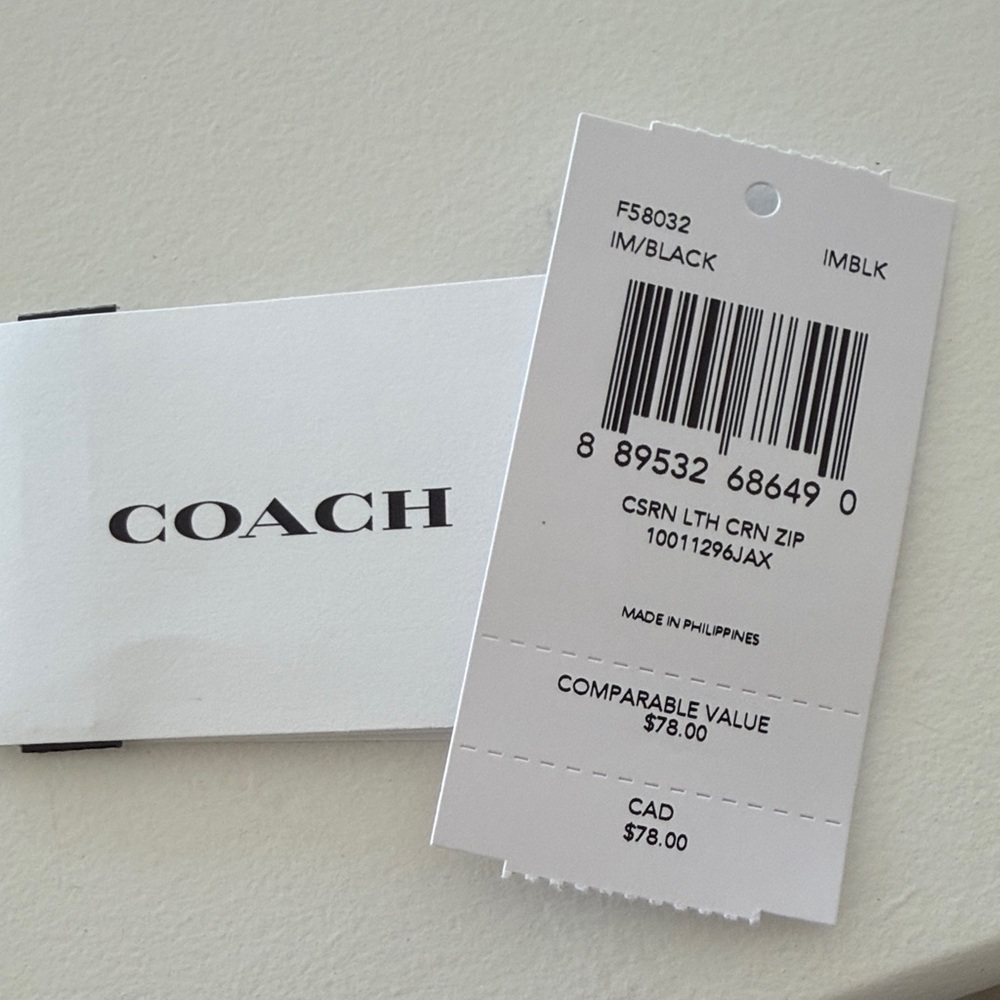 COACH
F58032
IM/BLACK IMBLK
8 89532 68649 0
CSRN LTH CRN ZIP
10011296JAX
MADE IN PHILIPPINES
COMPARABLE VALUE
$78.00
CAD
$78.00